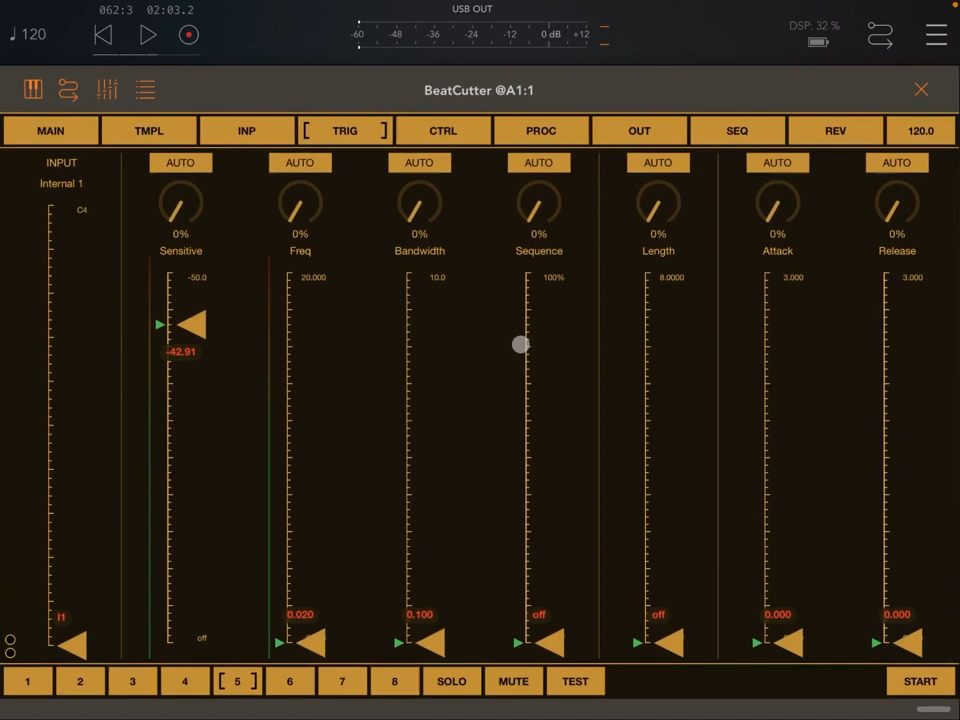 062:3 02:03.2
USB OUT
♩120
-60 -48 -36 -24 -12 0 dB +12
DSP: 32 %
BeatCutter @A1:1
MAIN TMPL INP [ TRIG ] CTRL PROC OUT SEQ REV 120.0
INPUT AUTO AUTO AUTO AUTO AUTO AUTO AUTO
Internal 1
C4
0% 0% 0% 0% 0% 0% 0%
Sensitive Freq Bandwidth Sequence Length Attack Release
-50.0 20.000 10.0 100% 8.0000 3.000 3.000
-42.91
I1 0.020 0.100 off off 0.000 0.000
off
1 2 3 4 [ 5 ] 6 7 8 SOLO MUTE TEST START